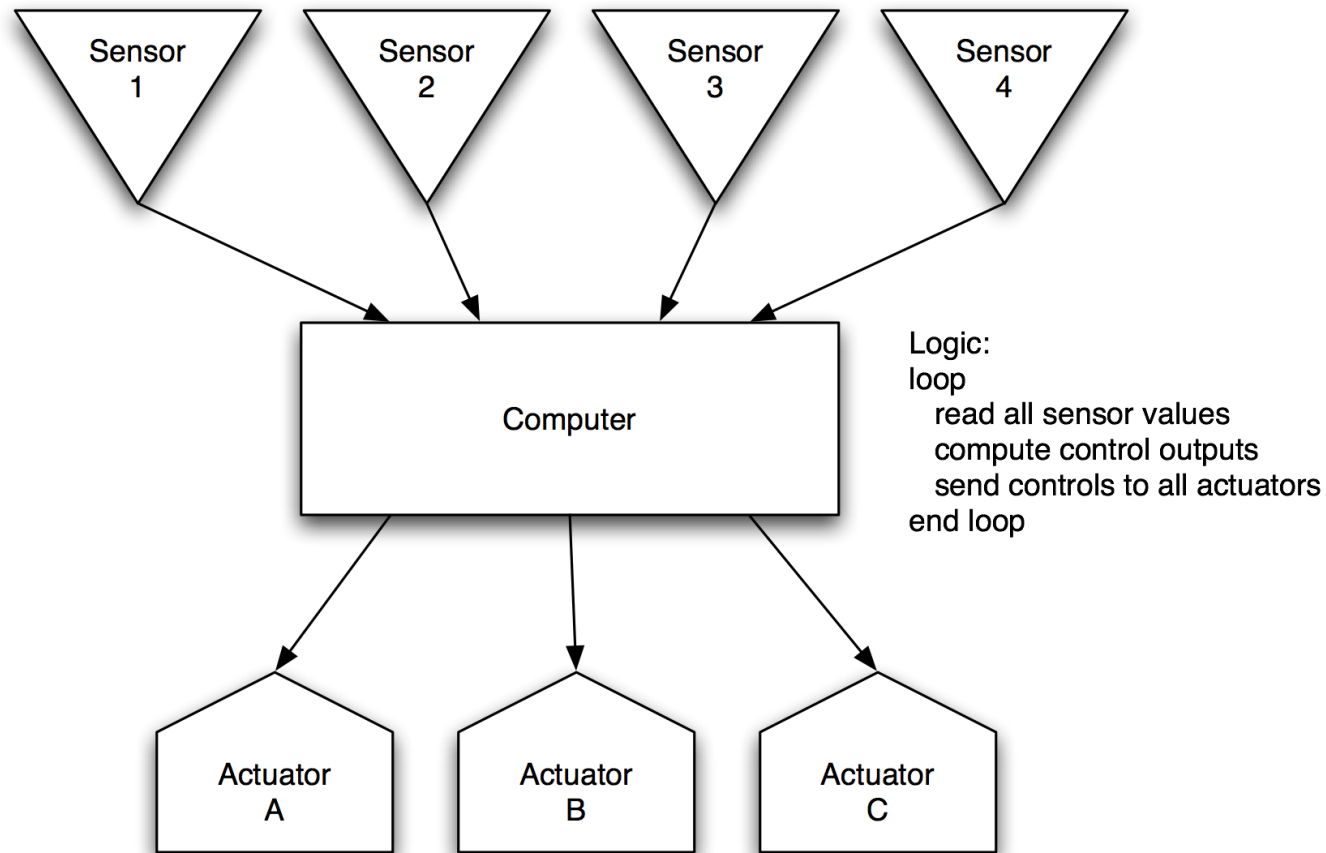 Sensor
1
Sensor
2
Sensor
3
Sensor
4
Computer
Logic:
loop
read all sensor values
compute control outputs
send controls to all actuators
end loop
Actuator
A
Actuator
B
Actuator
C